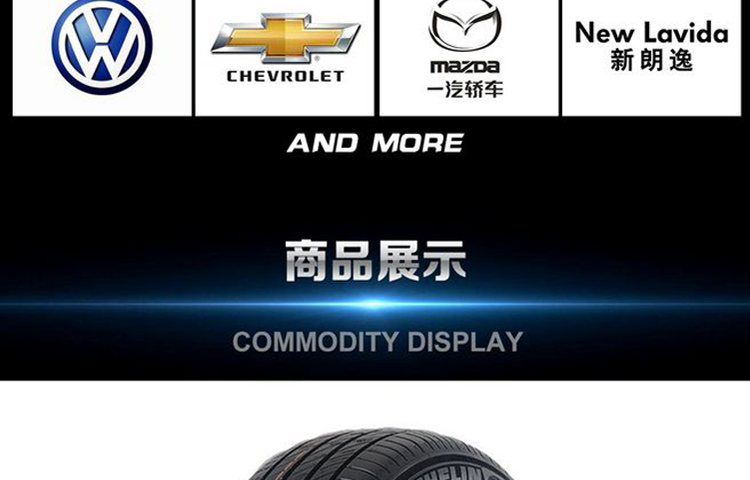 CHEVROLET
mazda
一汽轿车
New Lavida
新朗逸
AND MORE
商品展示
COMMODITY DISPLAY